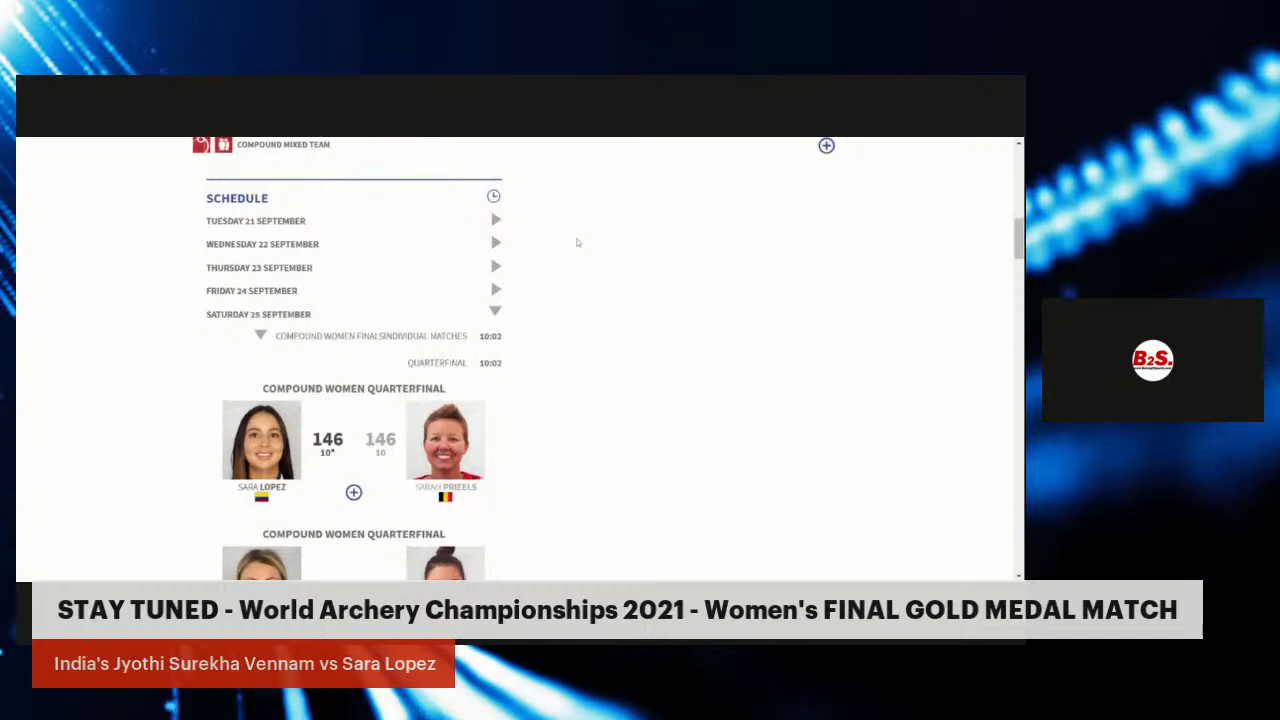 COMPOUND MIXED TEAM
SCHEDULE
TUESDAY 21 SEPTEMBER
WEDNESDAY 22 SEPTEMBER
THURSDAY 23 SEPTEMBER
FRIDAY 24 SEPTEMBER
SATURDAY 25 SEPTEMBER
COMPOUND WOMEN FINALSINDIVIDUAL MATCHES 10:02
QUARTERFINAL 10:02
COMPOUND WOMEN QUARTERFINAL
146 146
10* 10
SARA LOPEZ SARAH PRIEELS
COMPOUND WOMEN QUARTERFINAL
B2S.
STAY TUNED - World Archery Championships 2021 - Women's FINAL GOLD MEDAL MATCH
India's Jyothi Surekha Vennam vs Sara Lopez